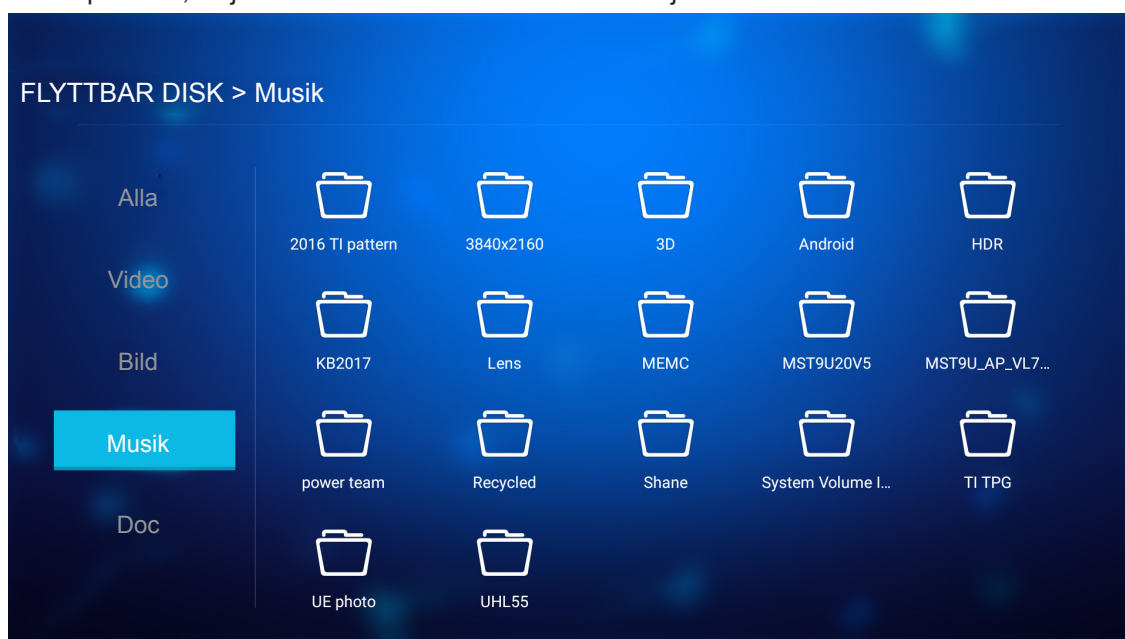 FLYTTBAR DISK > Musik
Alla
Video
Bild
Musik
Doc
2016 TI pattern 3840x2160 3D Android HDR
KB2017 Lens MEMC MST9U20V5 MST9U_AP_VL7...
power team Recycled Shane System Volume I... TI TPG
UE photo UHL55